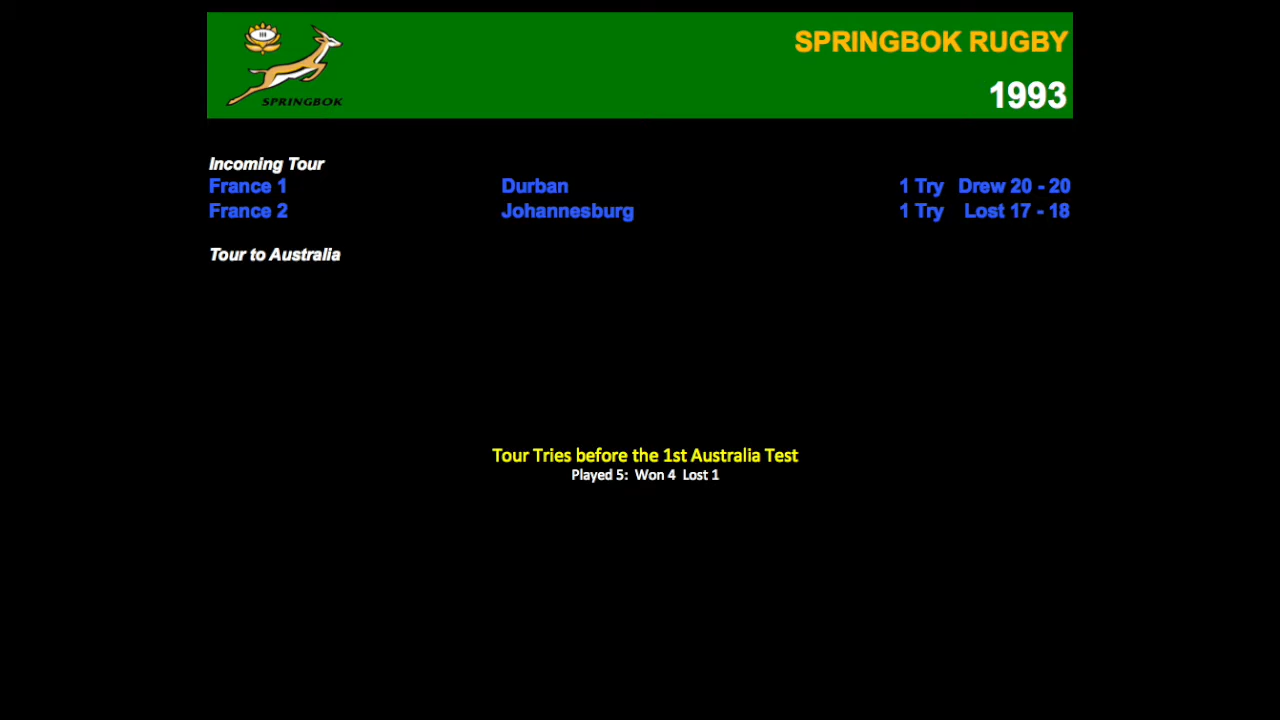 SPRINGBOK
SPRINGBOK RUGBY
1993
Incoming Tour
France 1 Durban 1 Try Drew 20 - 20
France 2 Johannesburg 1 Try Lost 17 - 18
Tour to Australia
Tour Tries before the 1st Australia Test
Played 5: Won 4 Lost 1